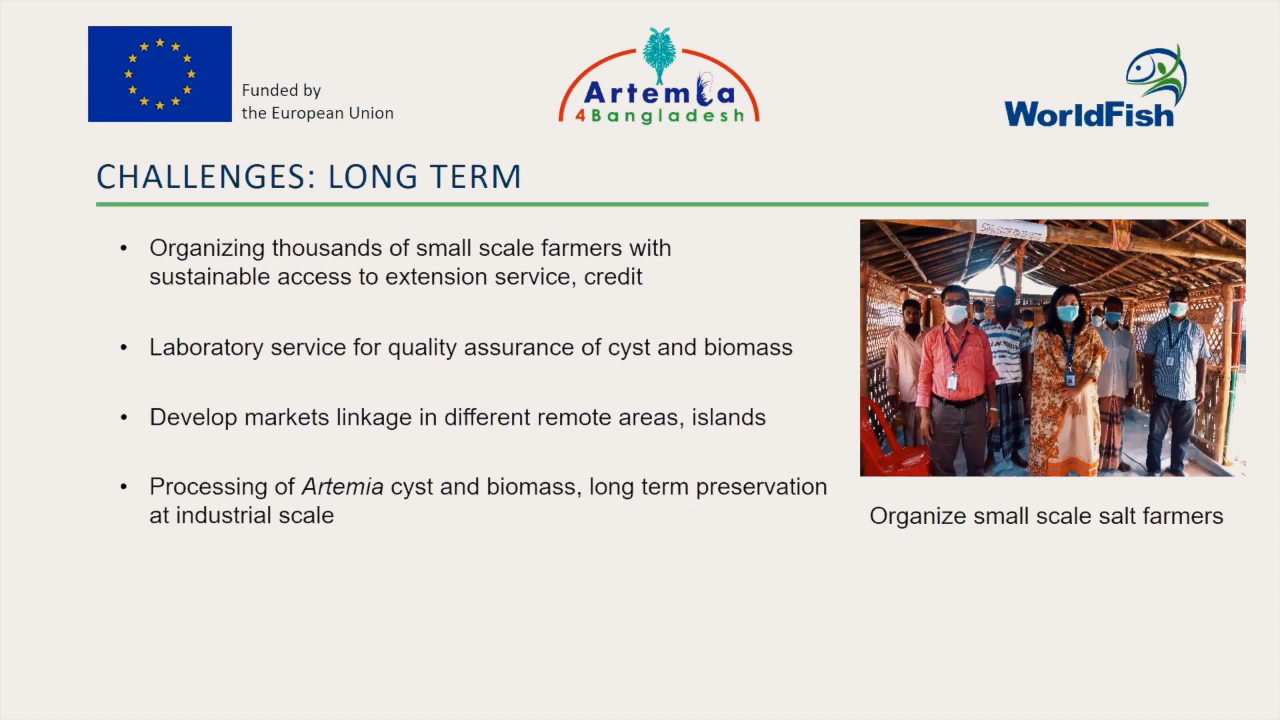 Funded by
the European Union
Artemia
4Bangladesh
WorldFish
CHALLENGES: LONG TERM
• Organizing thousands of small scale farmers with
sustainable access to extension service, credit
• Laboratory service for quality assurance of cyst and biomass
• Develop markets linkage in different remote areas, islands
• Processing of Artemia cyst and biomass, long term preservation
at industrial scale
Organize small scale salt farmers